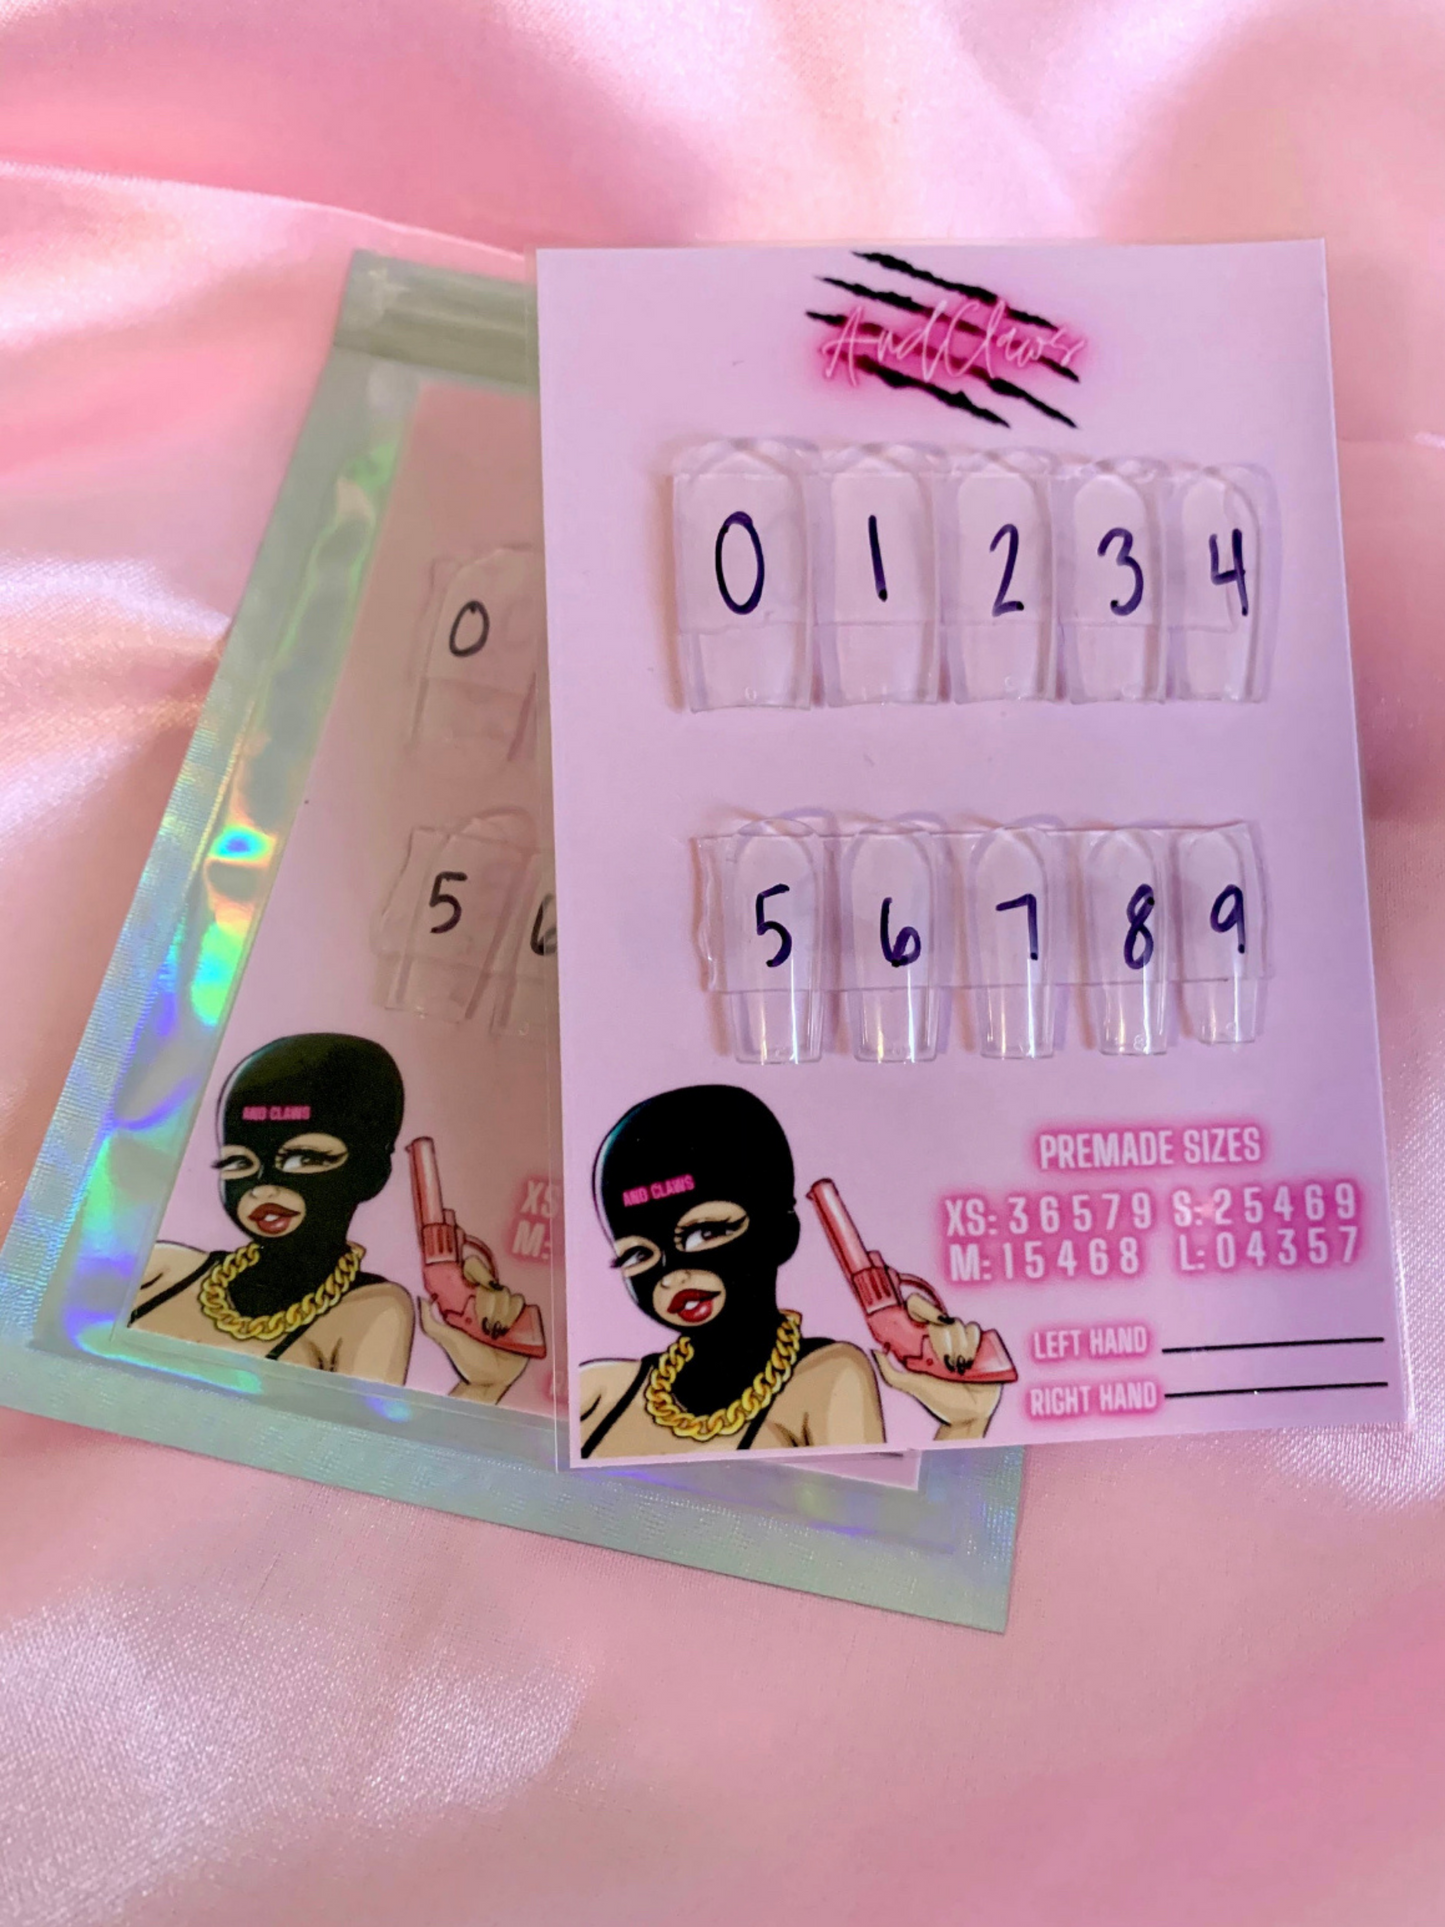 AndClaws
0 1 2 3 4
5 6 7 8 9
AND CLAWS
PREMADE SIZES
XS: 3 6 5 7 9 S: 2 5 4 6 9
M: 1 5 4 6 8 L: 0 4 3 5 7
LEFT HAND
RIGHT HAND
0
5 6
AND CLAWS
XS
M: